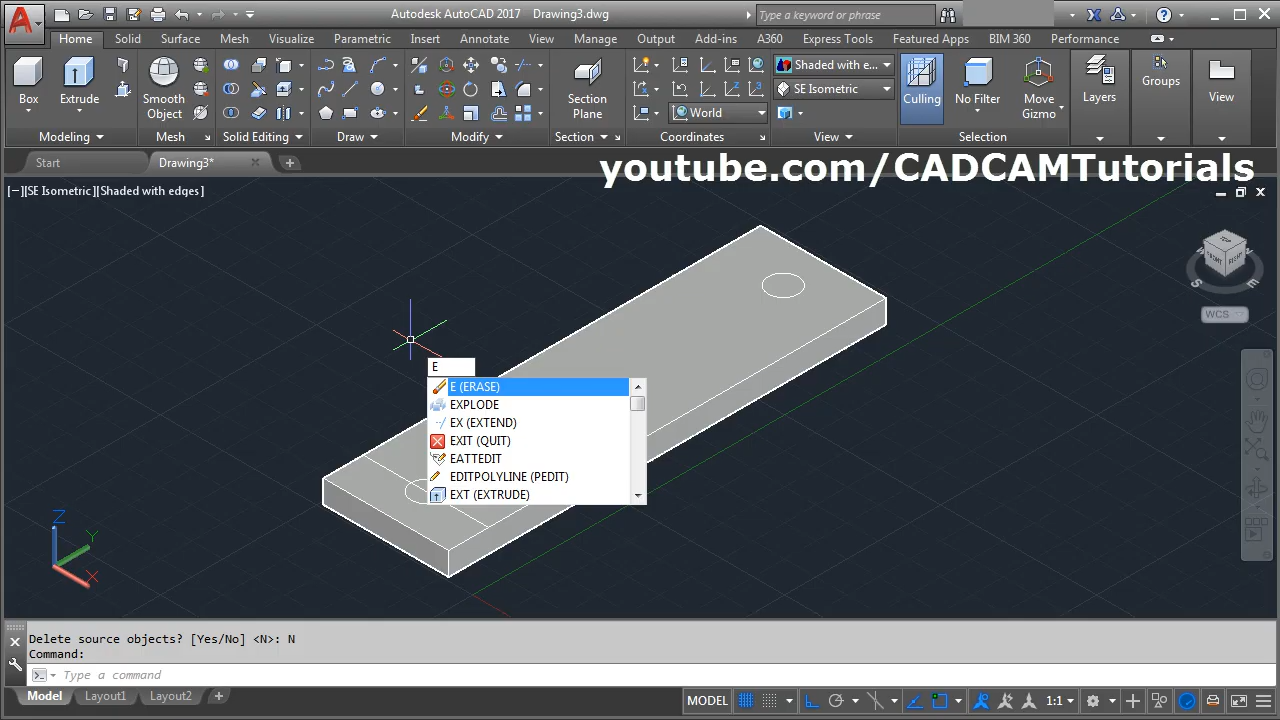 Autodesk AutoCAD 2017 Drawing3.dwg
Type a keyword or phrase
Home Solid Surface Mesh Visualize Parametric Insert Annotate View Manage Output Add-ins A360 Express Tools Featured Apps BIM 360 Performance
Shaded with e...
SE Isometric
World
Box Extrude Smooth Object Section Plane Culling No Filter Move Gizmo Layers Groups View
Modeling Mesh Solid Editing Draw Modify Section Coordinates View Selection
Start Drawing3*
youtube.com/CADCAMTutorials
[−][SE Isometric][Shaded with edges]
TOP
FRONT RIGHT
S E
WCS
E
E (ERASE)
EXPLODE
EX (EXTEND)
EXIT (QUIT)
EATTEDIT
EDITPOLYLINE (PEDIT)
EXT (EXTRUDE)
Z
Y
X
Delete source objects? [Yes/No] <N>: N
Command:
Type a command
Model Layout1 Layout2
MODEL 1:1